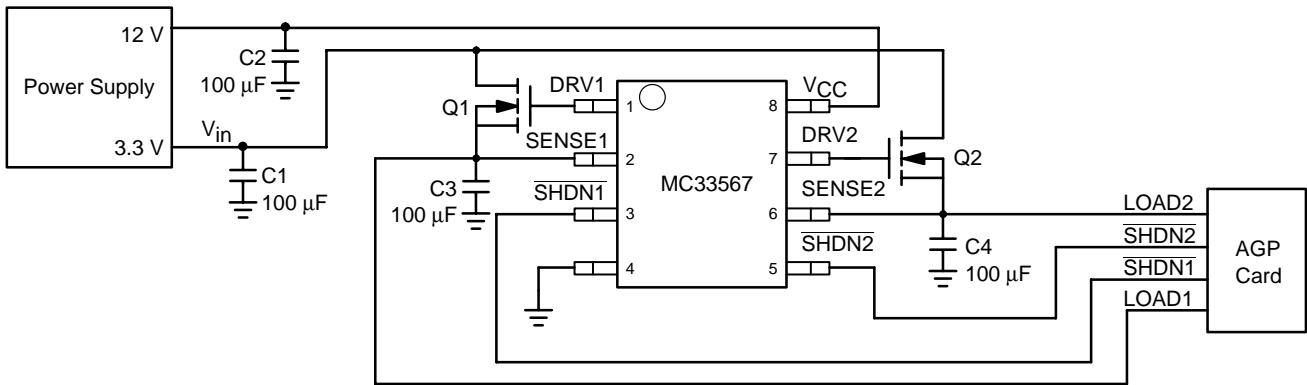 12 V
Power Supply
3.3 V
Vin
C2
100 μF
C1
100 μF
Q1
DRV1
SENSE1
C3
100 μF
SHDN1
1
2
3
4
MC33567
8
7
6
5
VCC
DRV2
SENSE2
SHDN2
Q2
C4
100 μF
LOAD2
SHDN2
SHDN1
LOAD1
AGP
Card